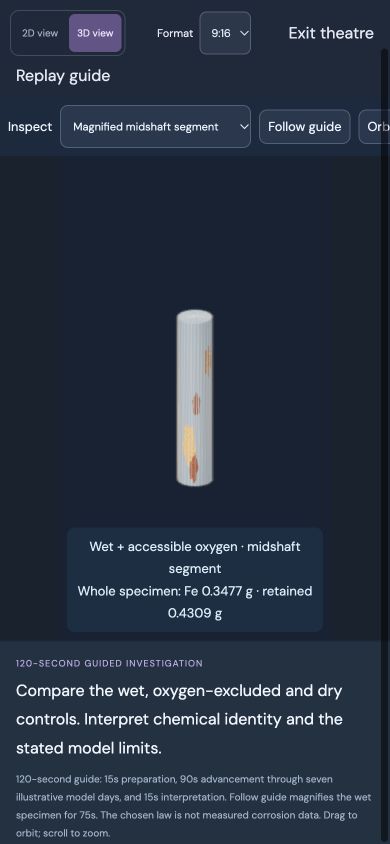 2D view 3D view Format 9:16 Exit theatre
Replay guide
Inspect Magnified midshaft segment Follow guide Orb
Wet + accessible oxygen · midshaft
segment
Whole specimen: Fe 0.3477 g · retained
0.4309 g
120-SECOND GUIDED INVESTIGATION
Compare the wet, oxygen-excluded and dry
controls. Interpret chemical identity and the
stated model limits.
120-second guide: 15s preparation, 90s advancement through seven
illustrative model days, and 15s interpretation. Follow guide magnifies the wet
specimen for 75s. The chosen law is not measured corrosion data. Drag to
orbit; scroll to zoom.